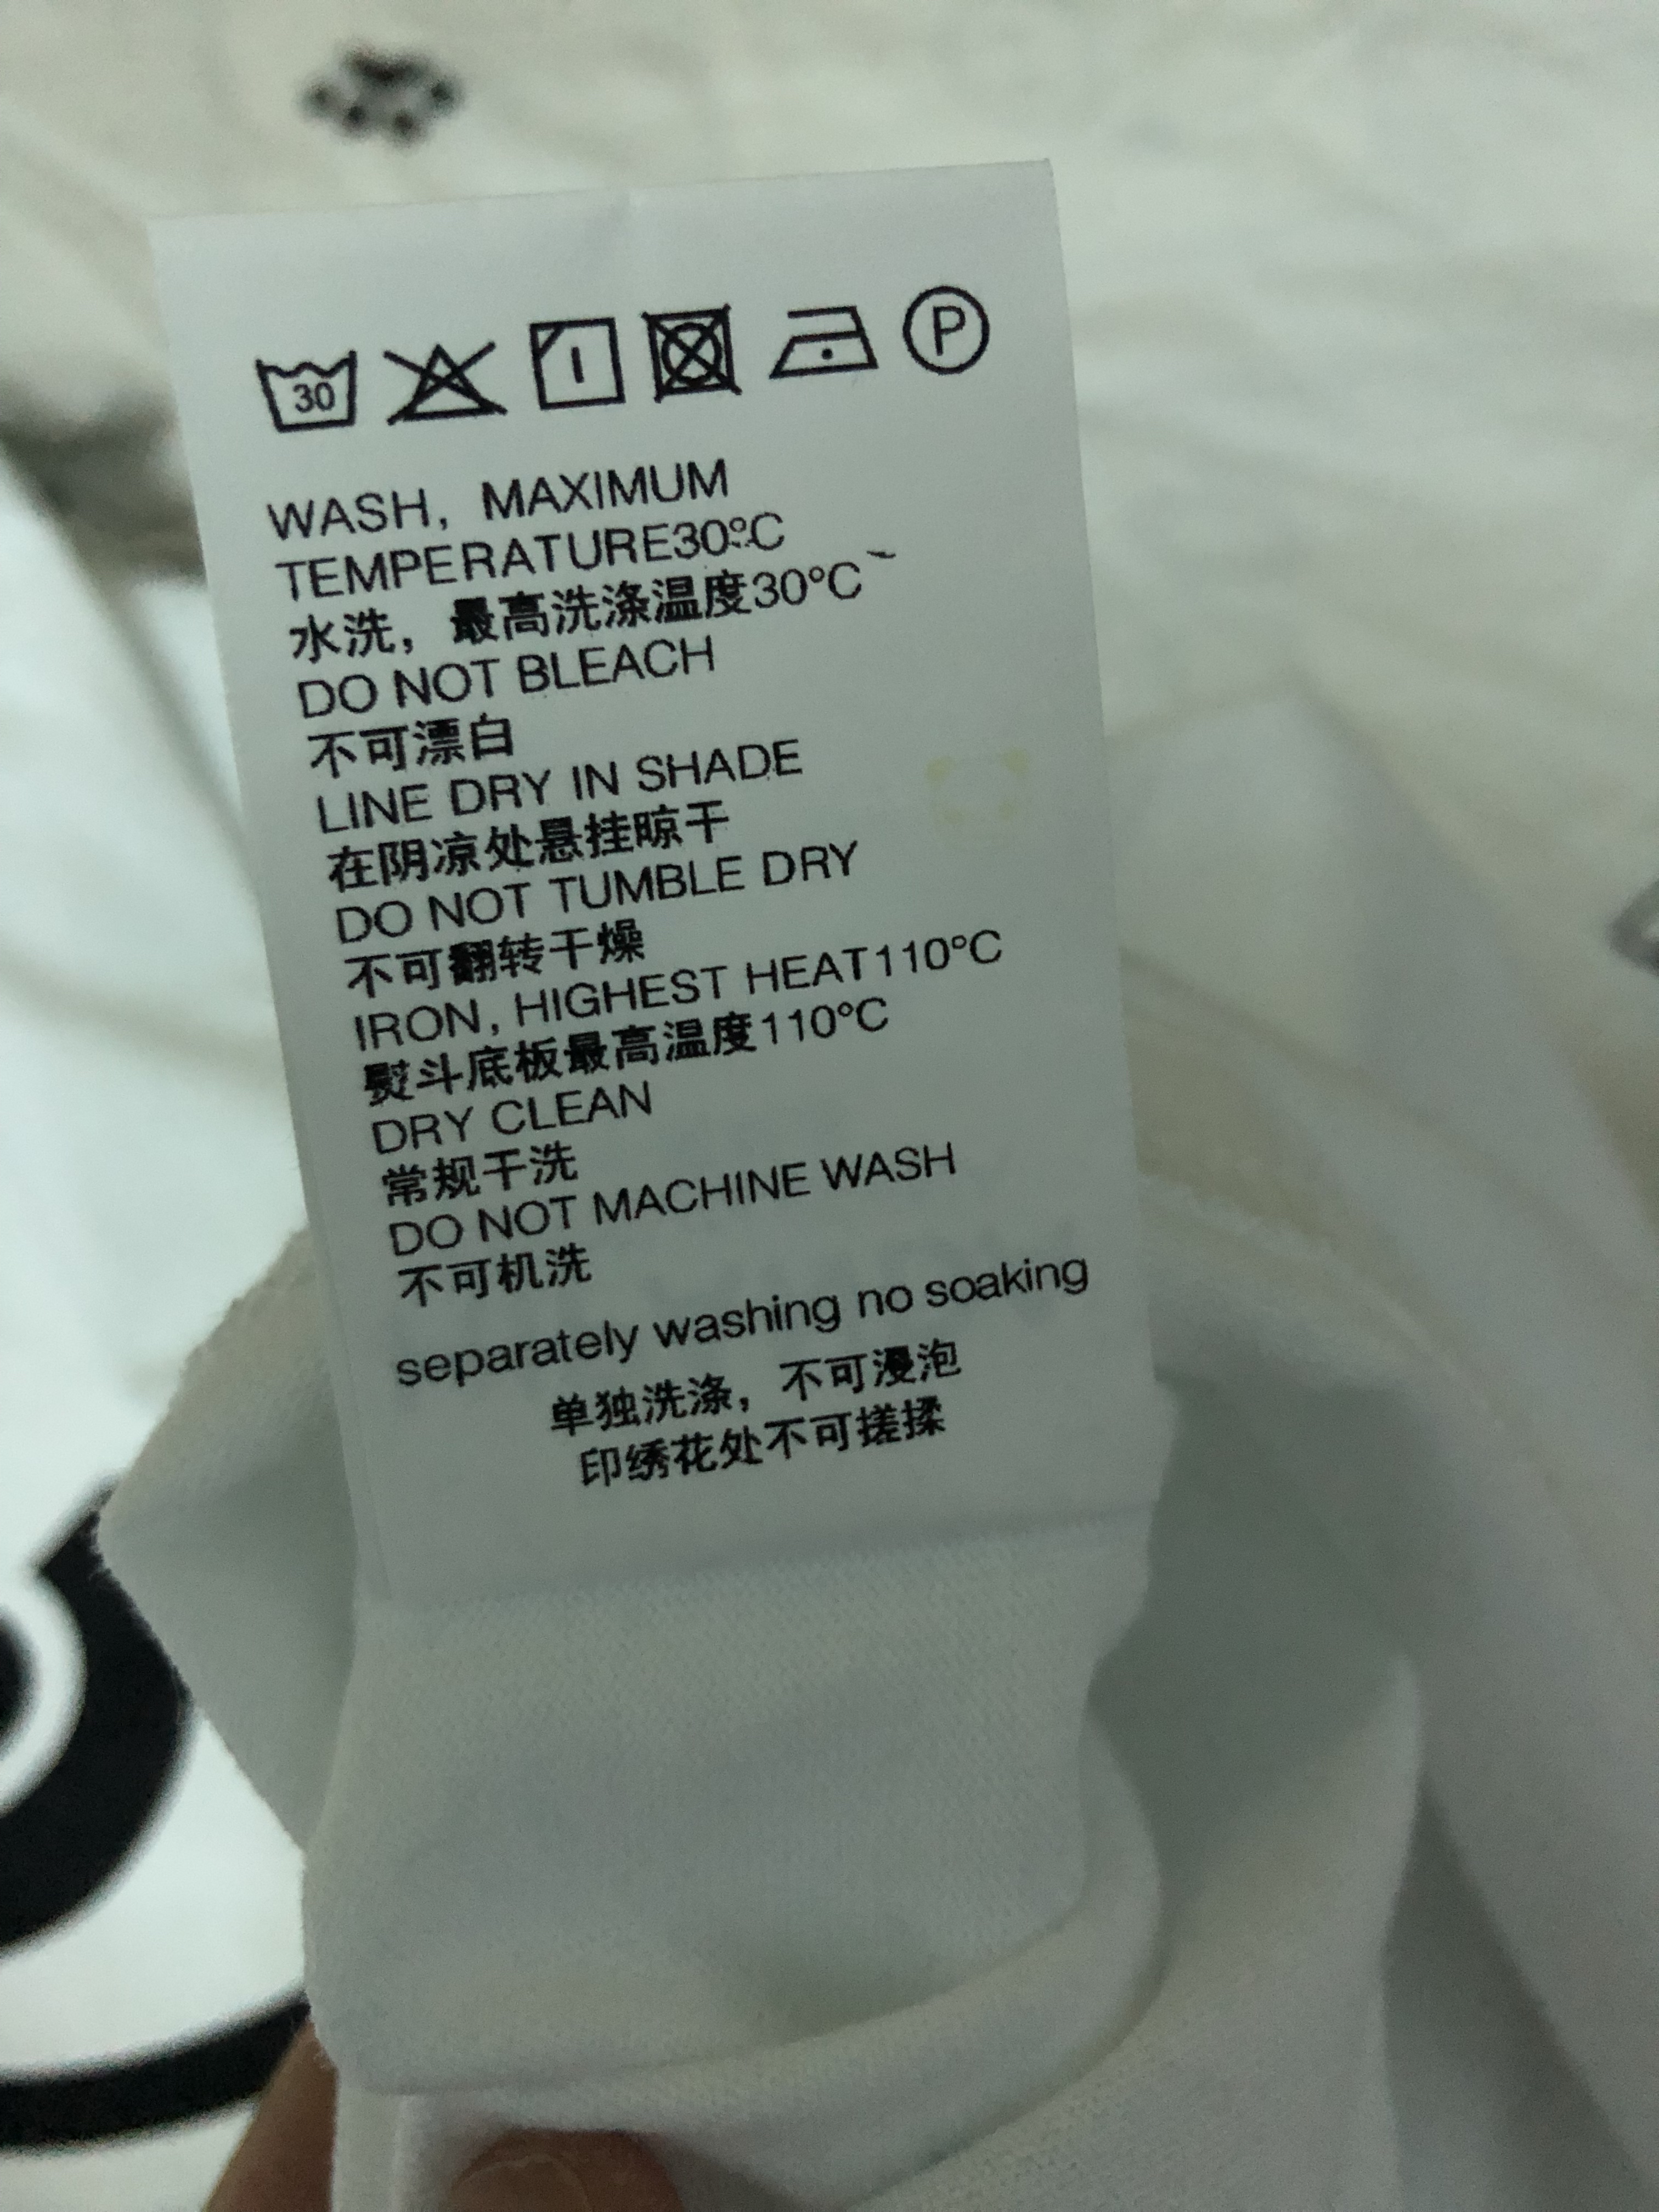 30
P
WASH, MAXIMUM
TEMPERATURE30°C
水洗，最高洗涤温度30°C
DO NOT BLEACH
不可漂白
LINE DRY IN SHADE
在阴凉处悬挂晾干
DO NOT TUMBLE DRY
不可翻转干燥
IRON, HIGHEST HEAT110°C
熨斗底板最高温度110°C
DRY CLEAN
常规干洗
DO NOT MACHINE WASH
不可机洗
separately washing no soaking
单独洗涤，不可漫泡
印绣花处不可搓揉